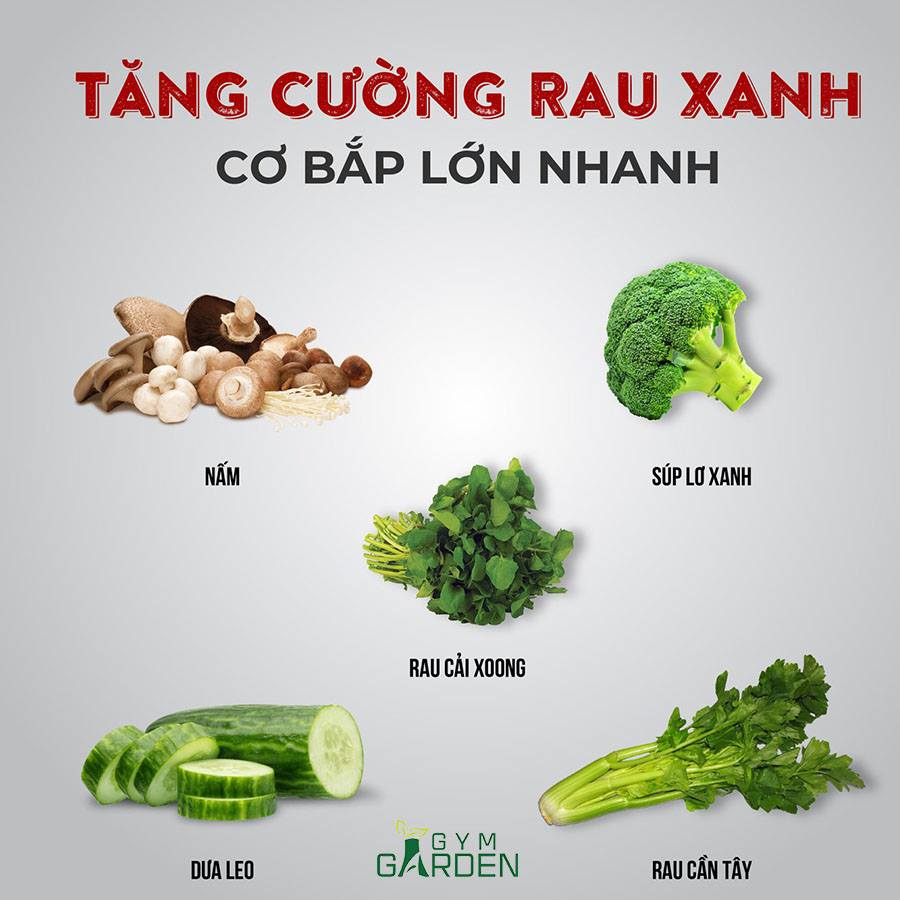 TĂNG CƯỜNG RAU XANH
CƠ BẮP LỚN NHANH
NẤM
SÚP LƠ XANH
RAU CẢI XOONG
DƯA LEO
RAU CẦN TÂY
GYM
GARDEN